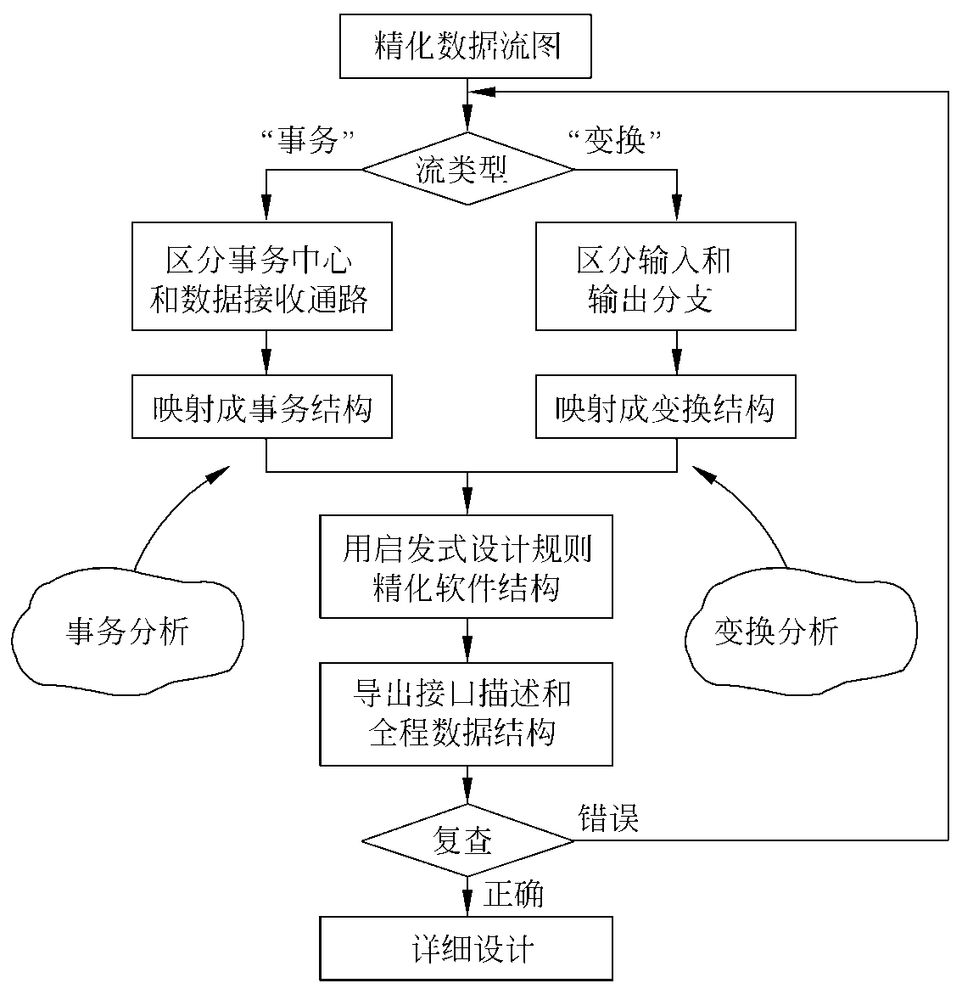 精化数据流图
“事务”
“变换”
流类型
区分事务中心
和数据接收通路
区分输入和
输出分支
映射成事务结构
映射成变换结构
用启发式设计规则
精化软件结构
事务分析
变换分析
导出接口描述和
全程数据结构
复查
错误
正确
详细设计